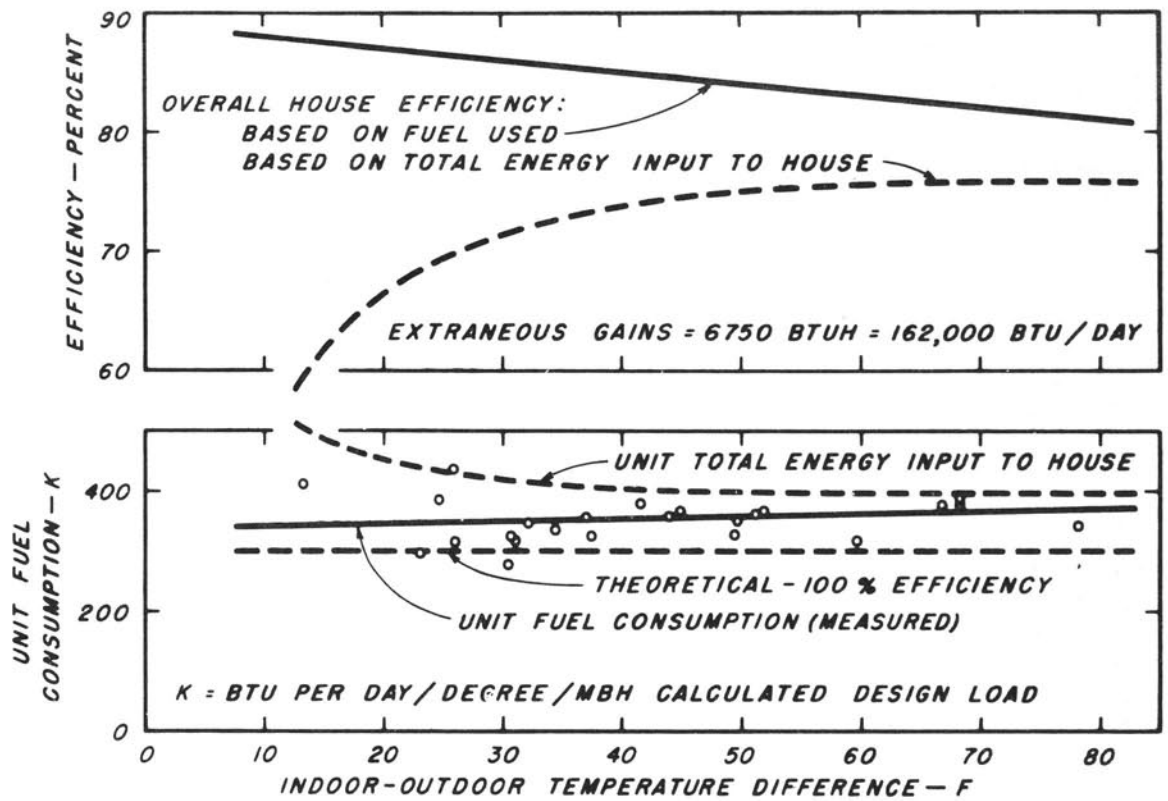 90
80
70
60
EFFICIENCY — PERCENT
OVERALL HOUSE EFFICIENCY:
BASED ON FUEL USED
BASED ON TOTAL ENERGY INPUT TO HOUSE
EXTRANEOUS GAINS = 6750 BTUH = 162,000 BTU / DAY
400
200
0
UNIT FUEL
CONSUMPTION — K
UNIT TOTAL ENERGY INPUT TO HOUSE
THEORETICAL - 100 % EFFICIENCY
UNIT FUEL CONSUMPTION (MEASURED)
K = BTU PER DAY / DEGREE / MBH CALCULATED DESIGN LOAD
0 10 20 30 40 50 60 70 80
INDOOR-OUTDOOR TEMPERATURE DIFFERENCE — F